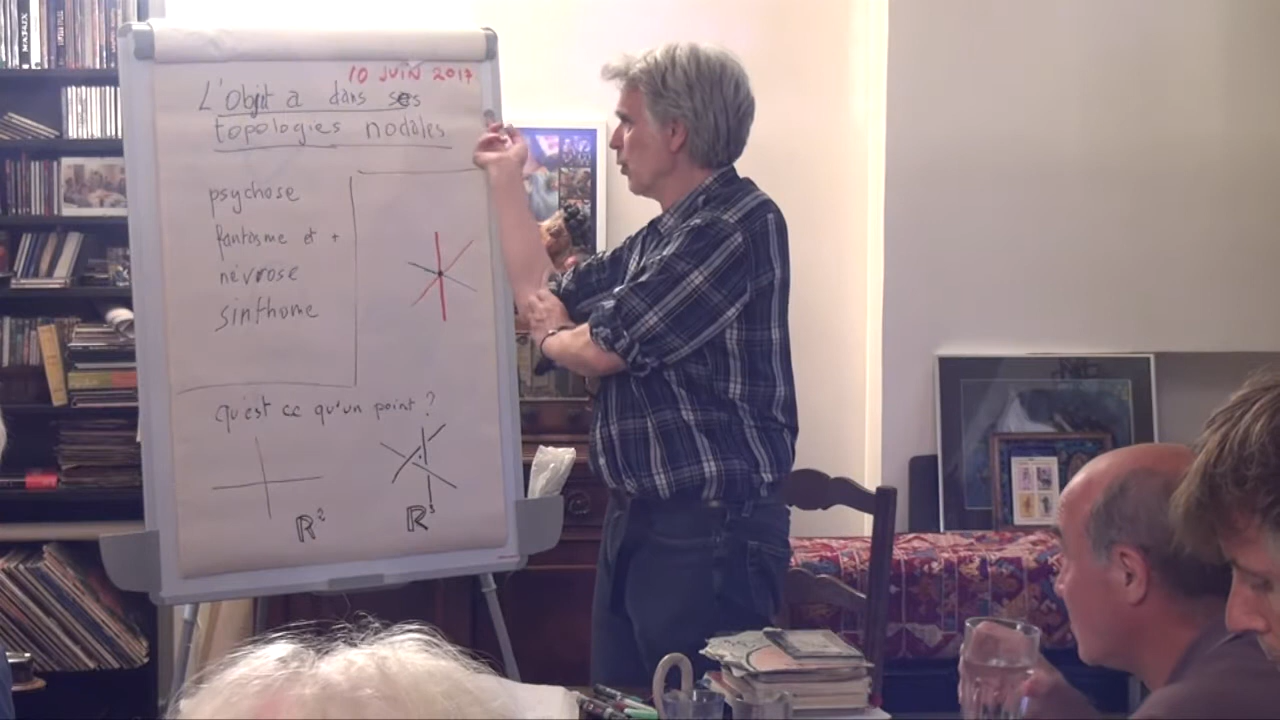 10 JUIN 2017
L'objet a dans ses
topologies nodales
psychose
fantasme et +
névrose
sinthome
qu'est ce qu'un point ?
R² R³